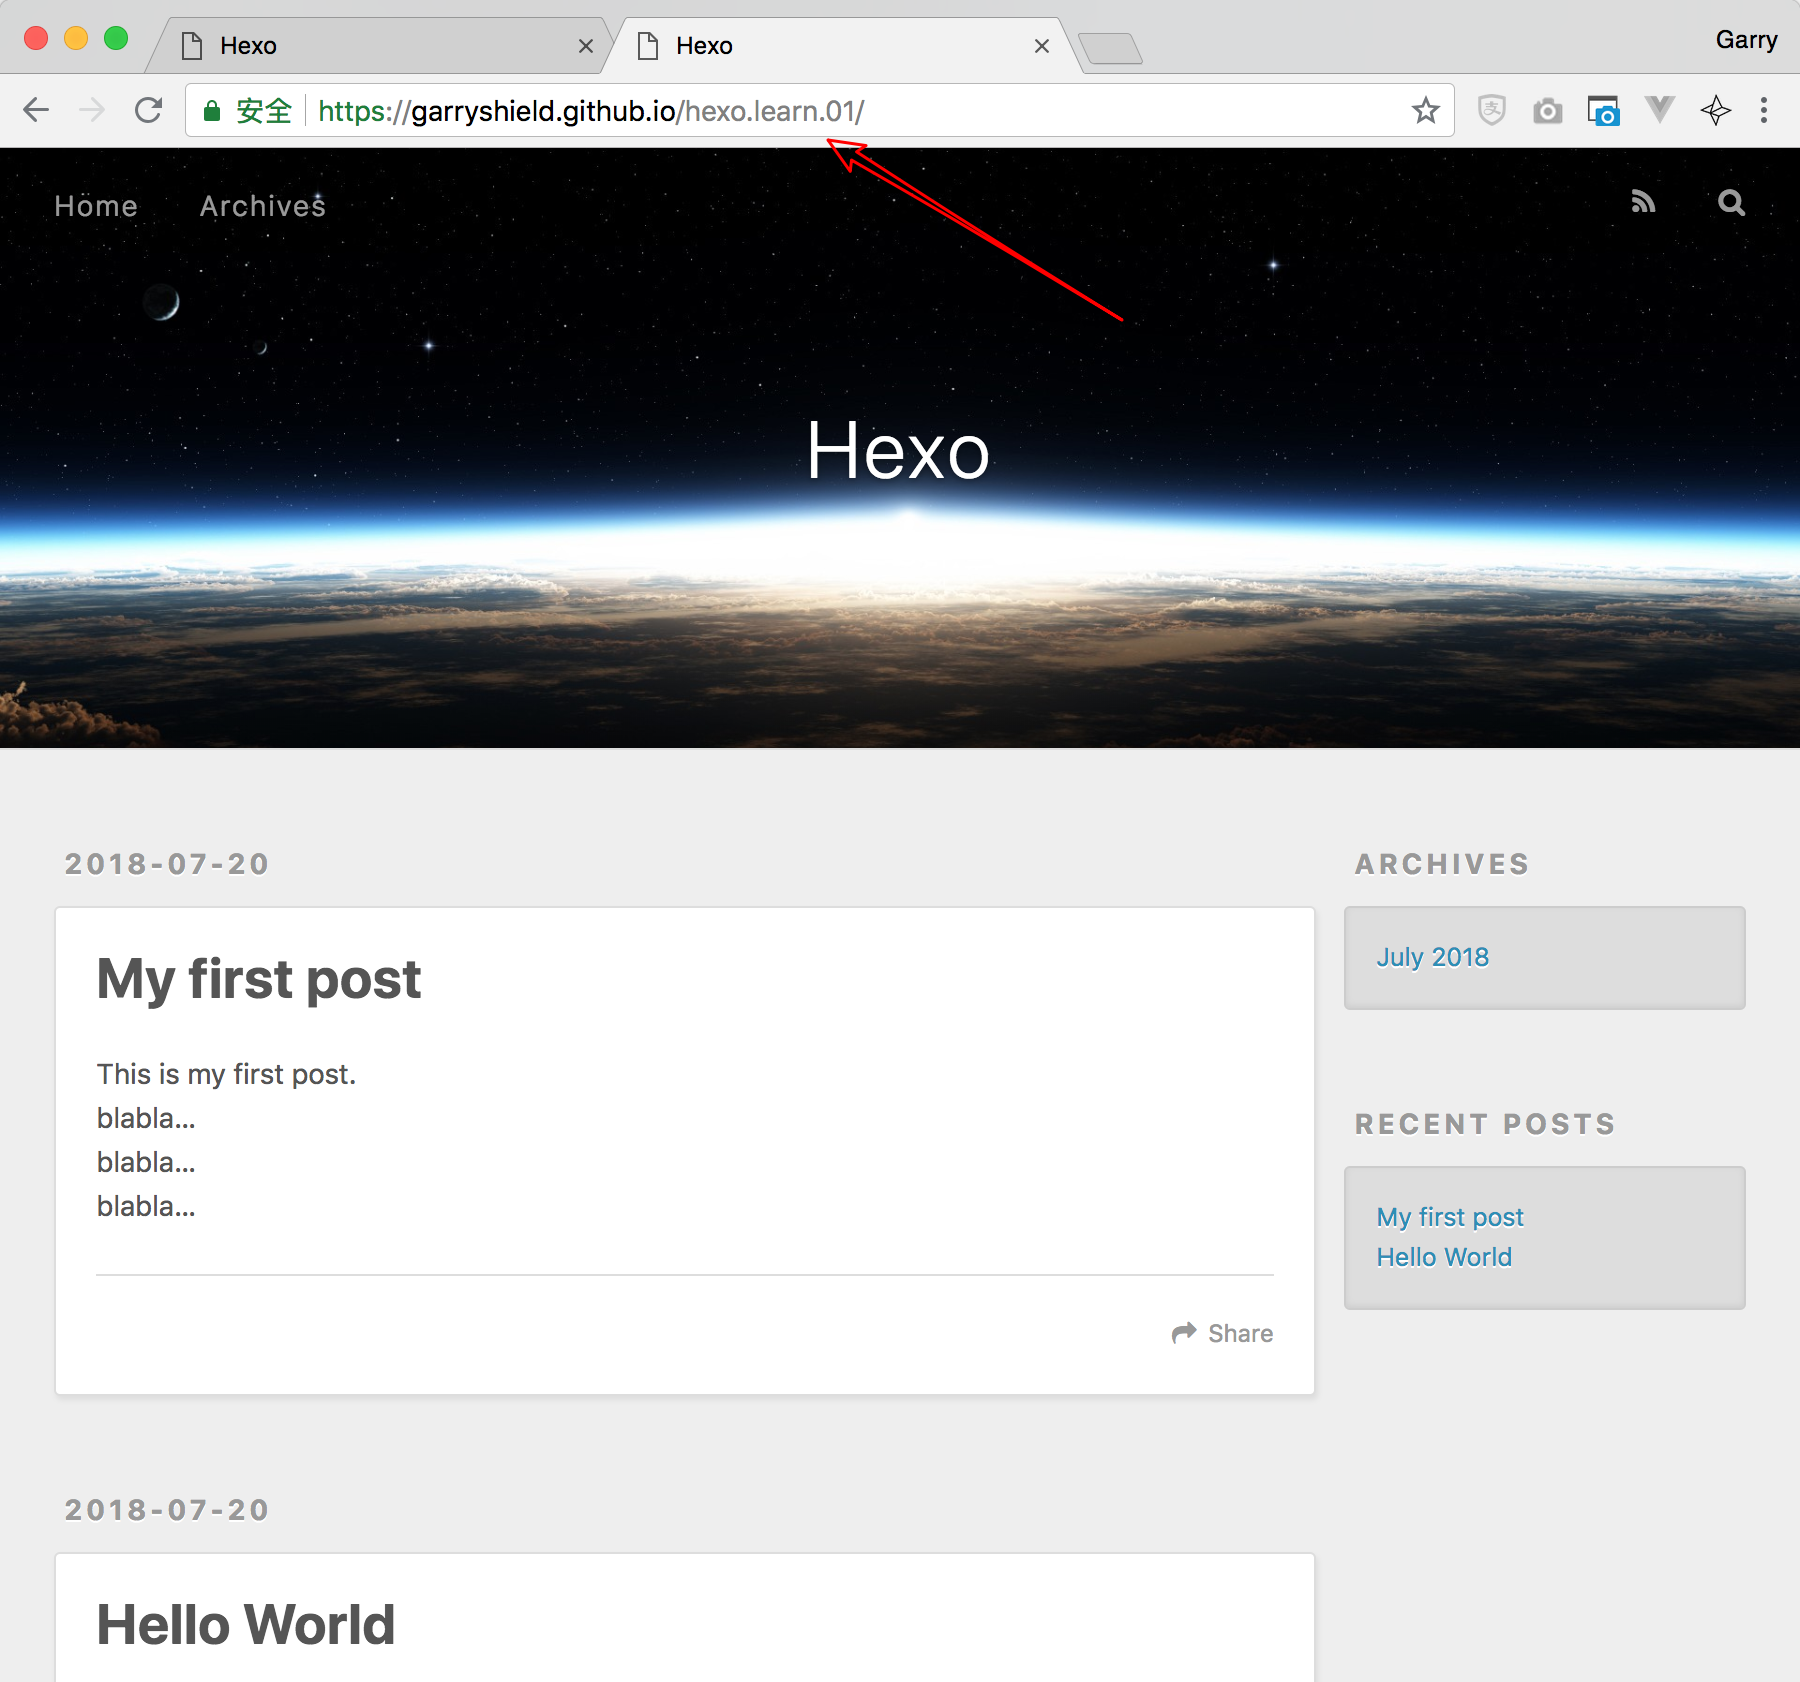 Hexo
Hexo
Garry
安全
https://garryshield.github.io/hexo.learn.01/
Home
Archives
Hexo
2018-07-20
My first post
This is my first post.
blabla...
blabla...
blabla...
Share
ARCHIVES
July 2018
RECENT POSTS
My first post
Hello World
2018-07-20
Hello World